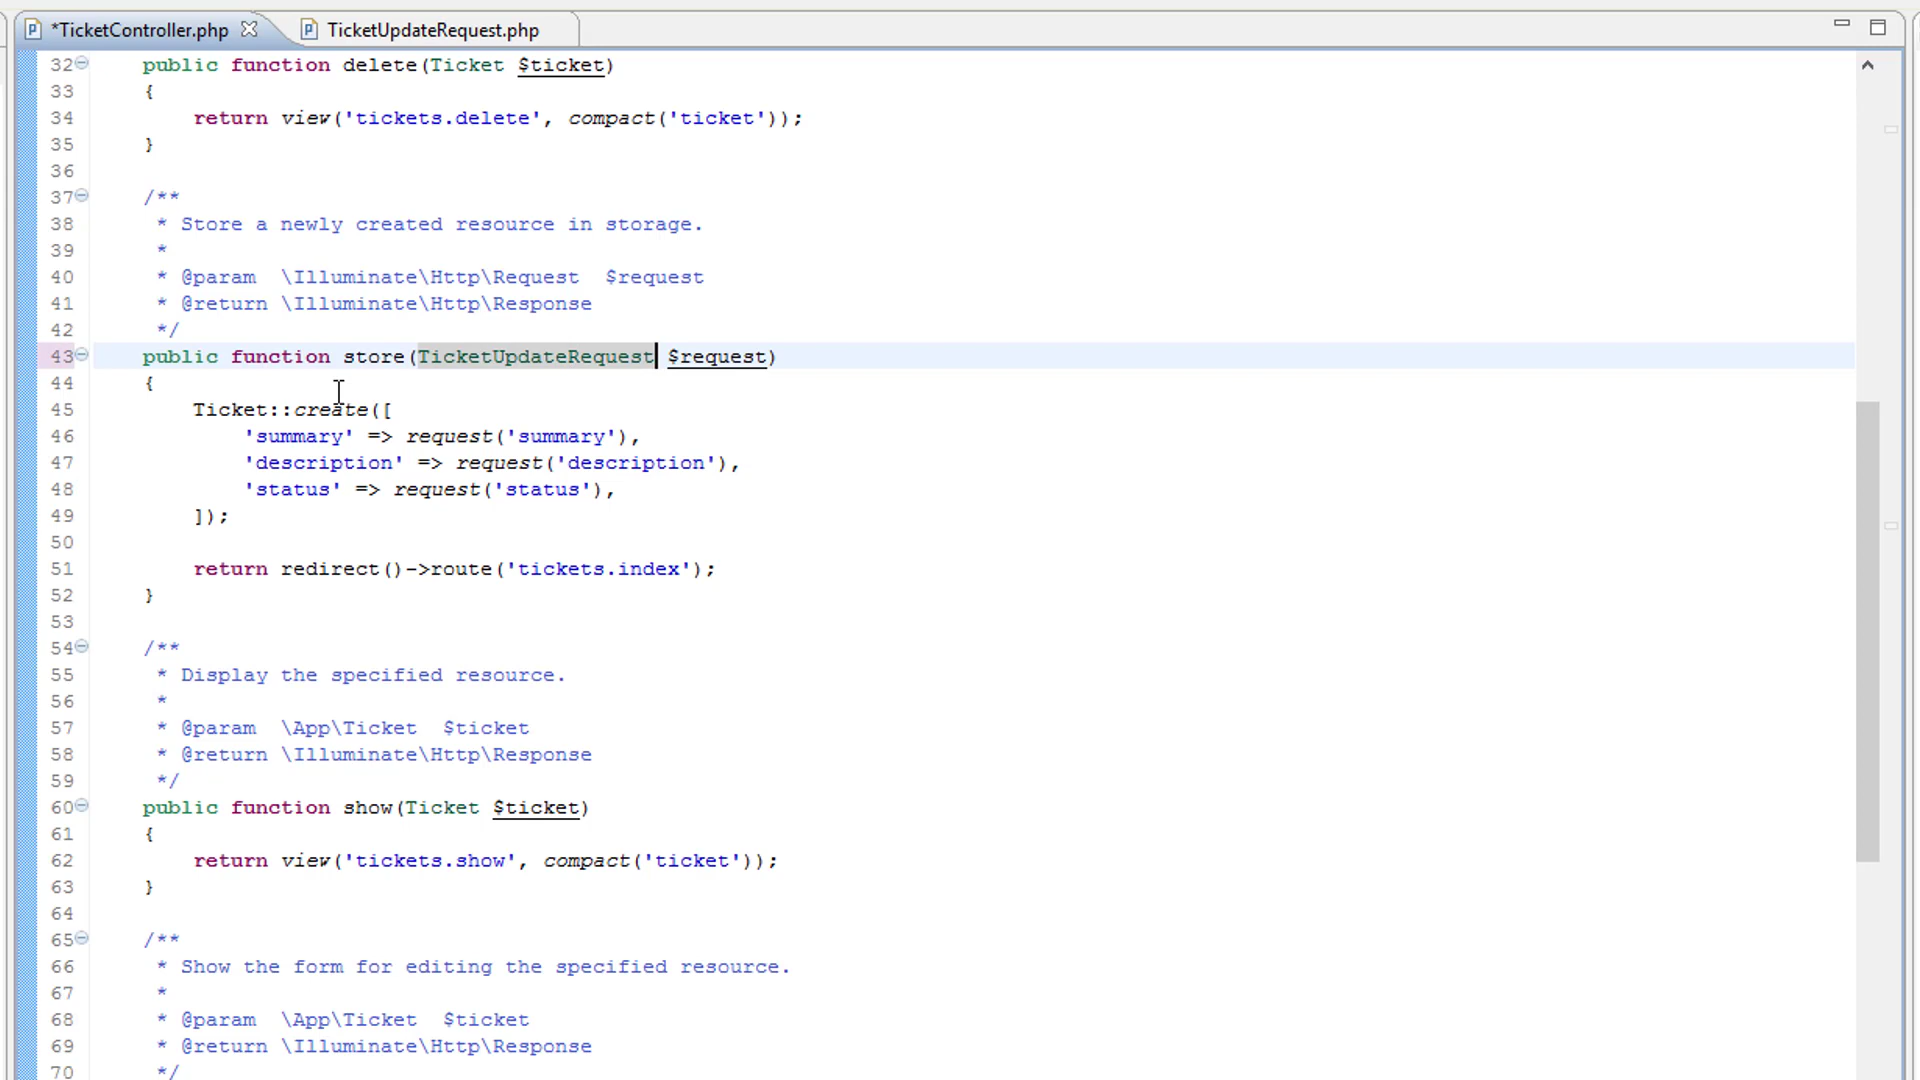 *TicketController.php TicketUpdateRequest.php
32 public function delete(Ticket $ticket)
33 {
34 return view('tickets.delete', compact('ticket'));
35 }
36
37 /**
38 * Store a newly created resource in storage.
39 *
40 * @param  \Illuminate\Http\Request  $request
41 * @return \Illuminate\Http\Response
42 */
43 public function store(TicketUpdateRequest $request)
44 {
45 Ticket::create([
46 'summary' => request('summary'),
47 'description' => request('description'),
48 'status' => request('status'),
49 ]);
50
51 return redirect()->route('tickets.index');
52 }
53
54 /**
55 * Display the specified resource.
56 *
57 * @param  \App\Ticket  $ticket
58 * @return \Illuminate\Http\Response
59 */
60 public function show(Ticket $ticket)
61 {
62 return view('tickets.show', compact('ticket'));
63 }
64
65 /**
66 * Show the form for editing the specified resource.
67 *
68 * @param  \App\Ticket  $ticket
69 * @return \Illuminate\Http\Response
70 */